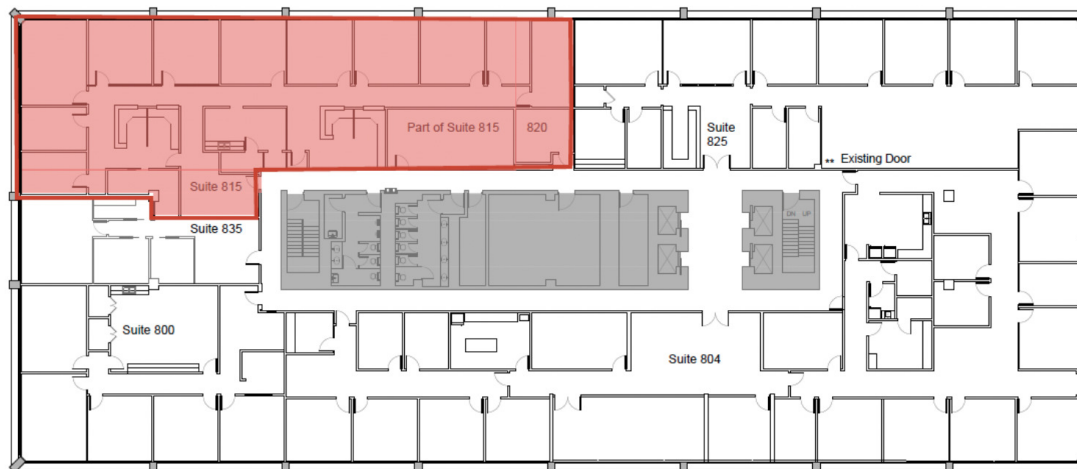 Part of Suite 815
820
Suite
825
** Existing Door
Suite 815
Suite 835
DN UP
Suite 800
Suite 804